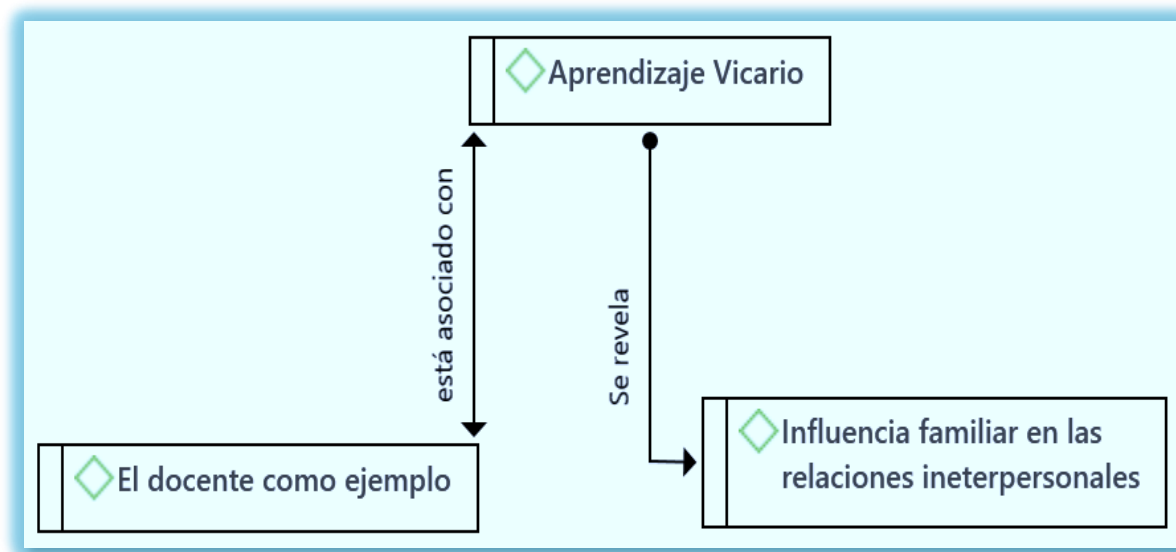 Aprendizaje Vicario
está asociado con
Se revela
El docente como ejemplo
Influencia familiar en las
relaciones ineterpersonales